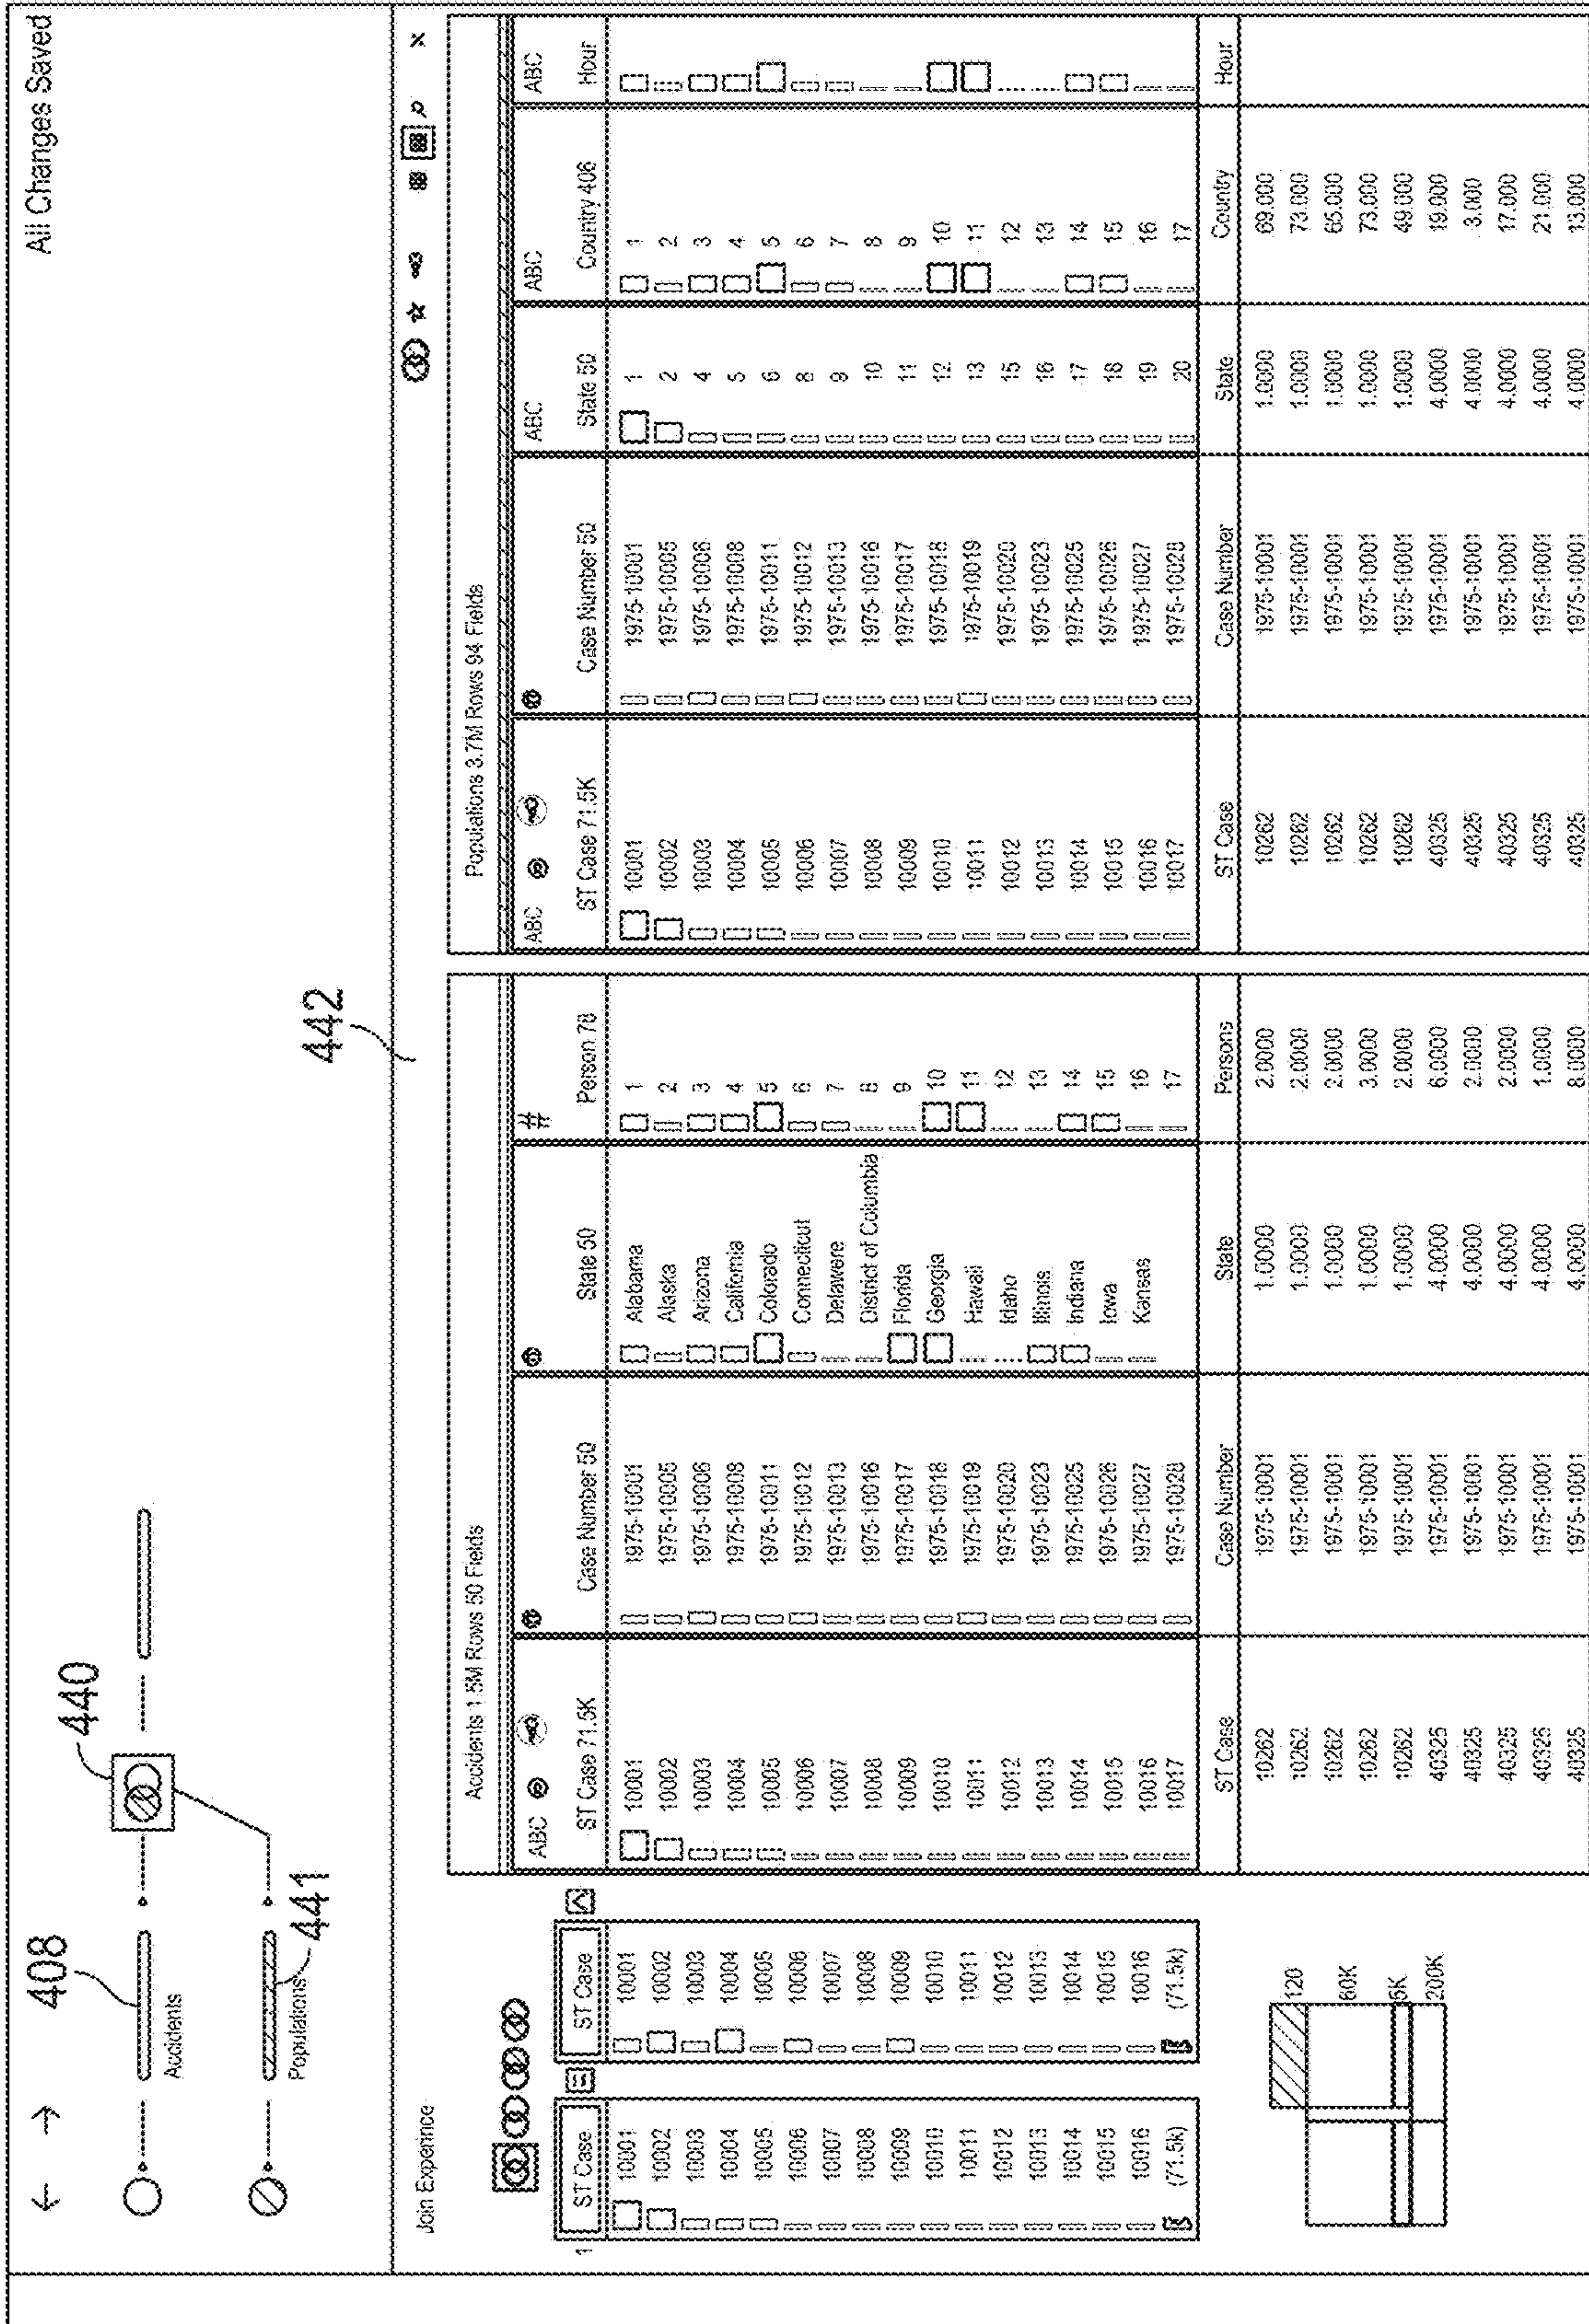 ← → All Changes Saved
408
440
Accidents
441
Populations
442
Join Experince
×
ST Case
10001
10002
10003
10004
10005
10006
10007
10008
10009
10010
10011
10012
10013
10014
10015
10016
(71.5k)
ST Case
10001
10002
10003
10004
10005
10006
10007
10008
10009
10010
10011
10012
10013
10014
10015
10016
(71.5k)
120
60K
5K
200K
Accidents 1.5M Rows 50 Fields
ABC #
ST Case 71.5K Case Number 50 State 50 Person 78
10001 1975-10001 Alabama 1
10002 1975-10005 Alaska 2
10003 1975-10006 Arizona 3
10004 1975-10008 California 4
10005 1975-10011 Colorado 5
10006 1975-10012 Connecticut 6
10007 1975-10013 Delawere 7
10008 1975-10016 District of Columbia 8
10009 1975-10017 Florida 9
10010 1975-10018 Georgia 10
10011 1975-10019 Hawaii 11
10012 1975-10020 Idaho 12
10013 1975-10023 Illinois 13
10014 1975-10025 Indiana 14
10015 1975-10026 Iowa 15
10016 1975-10027 Kansas 16
10017 1975-10028 17
ST Case Case Number State Persons
10262 1975-10001 1.0000 2.0000
10262 1975-10001 1.0000 2.0000
10262 1975-10001 1.0000 2.0000
10262 1975-10001 1.0000 3.0000
10262 1975-10001 1.0000 2.0000
40325 1975-10001 4.0000 6.0000
40325 1975-10001 4.0000 2.0000
40325 1975-10001 4.0000 2.0000
40325 1975-10001 4.0000 1.0000
40325 1975-10001 4.0000 8.0000
Populations 3.7M Rows 94 Fields
ABC ABC ABC ABC
ST Case 71.5K Case Number 50 State 50 Country 406 Hour
10001 1975-10001 1 1
10002 1975-10005 2 2
10003 1975-10006 4 3
10004 1975-10008 5 4
10005 1975-10011 6 5
10006 1975-10012 8 6
10007 1975-10013 9 7
10008 1975-10016 10 8
10009 1975-10017 11 9
10010 1975-10018 12 10
10011 1975-10019 13 11
10012 1975-10020 15 12
10013 1975-10023 16 13
10014 1975-10025 17 14
10015 1975-10026 18 15
10016 1975-10027 19 16
10017 1975-10028 20 17
ST Case Case Number State Country Hour
10262 1975-10001 1.0000 69.000
10262 1975-10001 1.0000 73.000
10262 1975-10001 1.0000 65.000
10262 1975-10001 1.0000 73.000
10262 1975-10001 1.0000 49.000
40325 1975-10001 4.0000 19.000
40325 1975-10001 4.0000 3.000
40325 1975-10001 4.0000 17.000
40325 1975-10001 4.0000 21.000
40325 1975-10001 4.0000 13.000